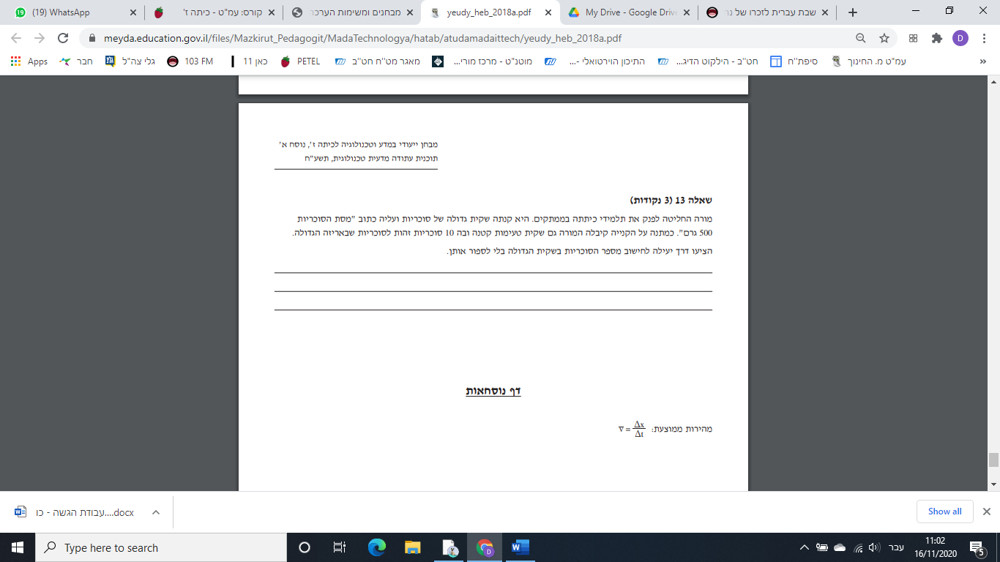 (19) WhatsApp
קורס: עמ"ט - כיתה ז'
מבחנים ומשימות הערכה
yeudy_heb_2018a.pdf
My Drive - Google Drive
שבת עברית לזכרו של
meyda.education.gov.il/files/Mazkirut_Pedagogit/MadaTechnologya/hatab/atudamadaittech/yeudy_heb_2018a.pdf
D
Apps
חבר
גלי צה"ל
103 FM
כאן 11
PETEL
מאגר מט"ח חט"ב
מוטנ"ט - מרכז מורי...
התיכון הוירטואלי -...
חט"ב - הילקוט הדיג...
סיפת"ח
עמ"ט מ. החינוך
»
מבחן ייעודי במדע וטכנולוגיה לכיתה ז', נוסח א'
תוכנית עתודה מדעית טכנולוגית, תשע"ח
שאלה 13 (3 נקודות)
מורה החליטה לפנק את תלמידי כיתתה בממתקים. היא קנתה שקית גדולה של סוכריות ועליה כתוב "מסת הסוכריות
500 גרם". כמתנה על הקנייה קיבלה המורה גם שקית טעימות קטנה ובה 10 סוכריות זהות לסוכריות שבאריזה הגדולה.
הציעו דרך יעילה לחישוב מספר הסוכריות בשקית הגדולה בלי לספור אותן.
דף נוסחאות
מהירות ממוצעת: v̅ = Δx/Δt
עבודת הגשה - כו....docx
Show all
Type here to search
עבר
11:02
16/11/2020
5